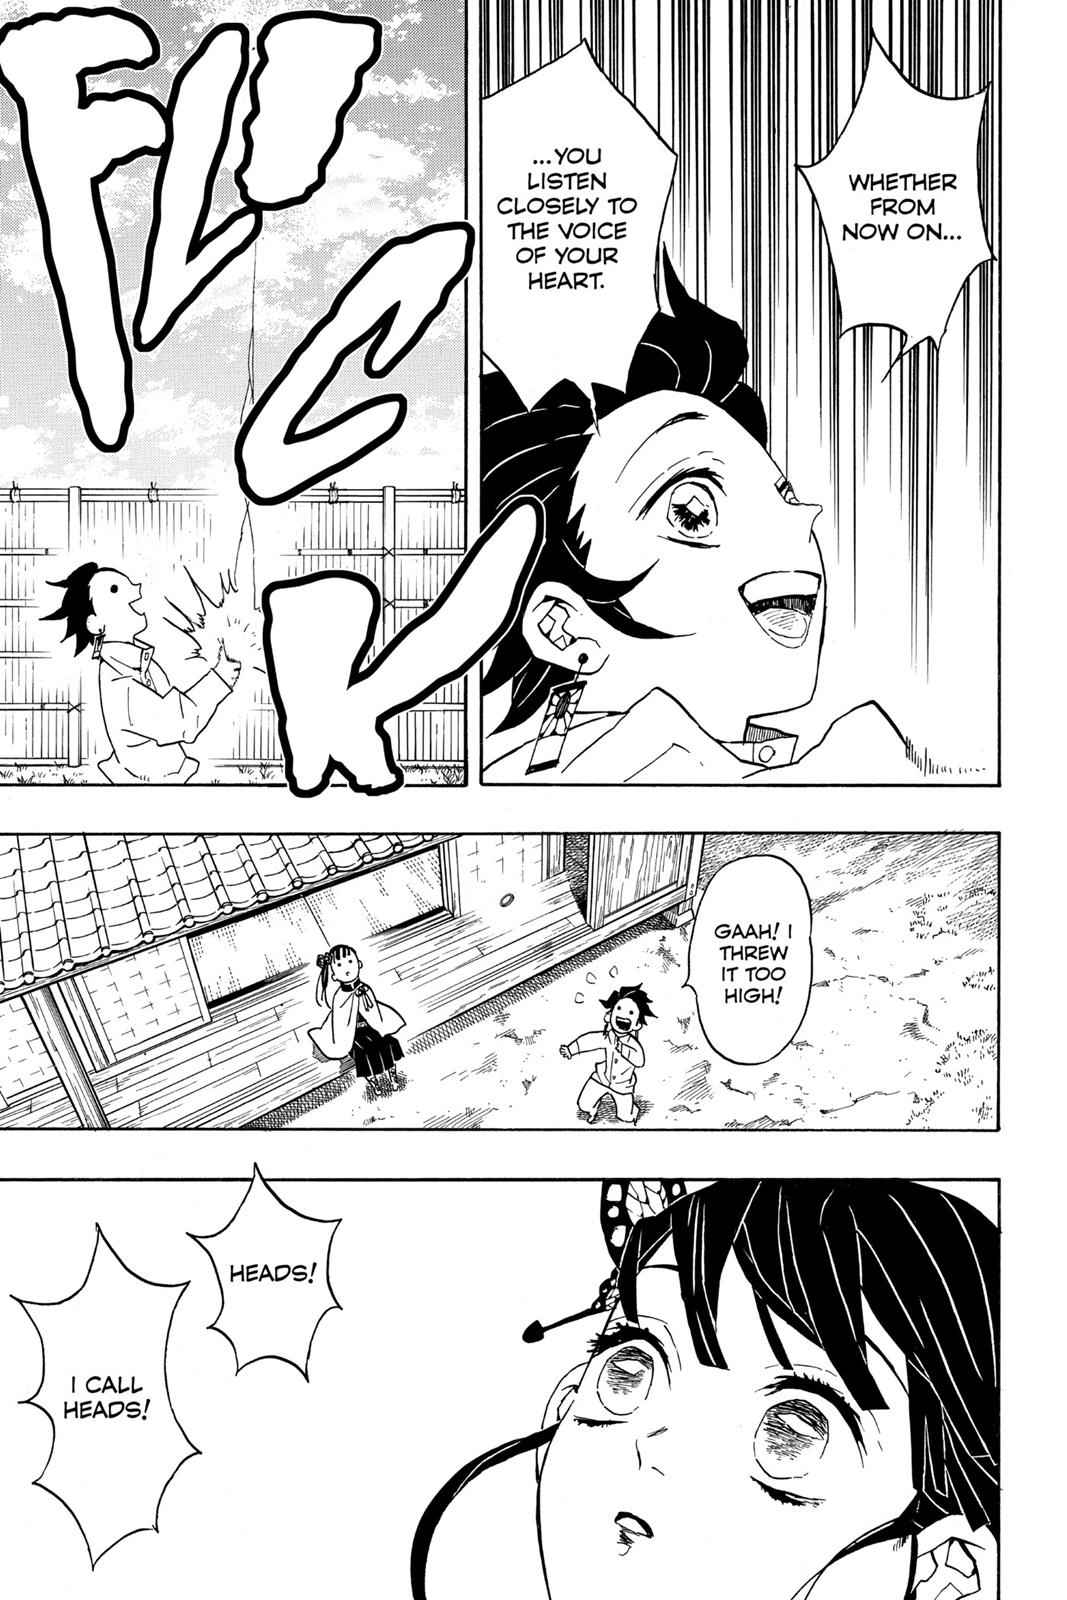 WHETHER
FROM
NOW ON...
...YOU
LISTEN
CLOSELY TO
THE VOICE
OF YOUR
HEART.
FLICK
GAAH! I
THREW
IT TOO
HIGH!
HEADS!
I CALL
HEADS!